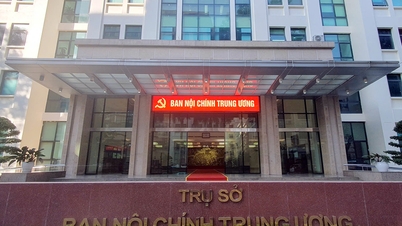 BAN NỘI CHÍNH TRUNG ƯƠNG
TRỤ SỞ
BAN NỘI CHÍNH TRUNG ƯƠNG